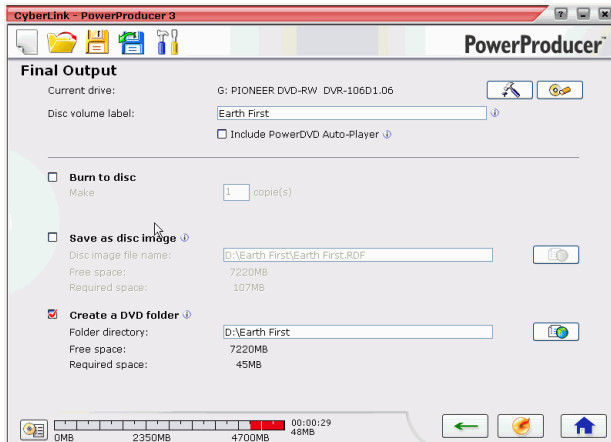 CyberLink - PowerProducer 3
PowerProducer
Final Output
Current drive: G: PIONEER DVD-RW DVR-106D1.06
Disc volume label: Earth First
Include PowerDVD Auto-Player
Burn to disc
Make 1 copie(s)
Save as disc image
Disc image file name: D:\Earth First\Earth First.RDF
Free space: 7220MB
Required space: 107MB
Create a DVD folder
Folder directory: D:\Earth First
Free space: 7220MB
Required space: 45MB
00:00:29
48MB
0MB 2350MB 4700MB